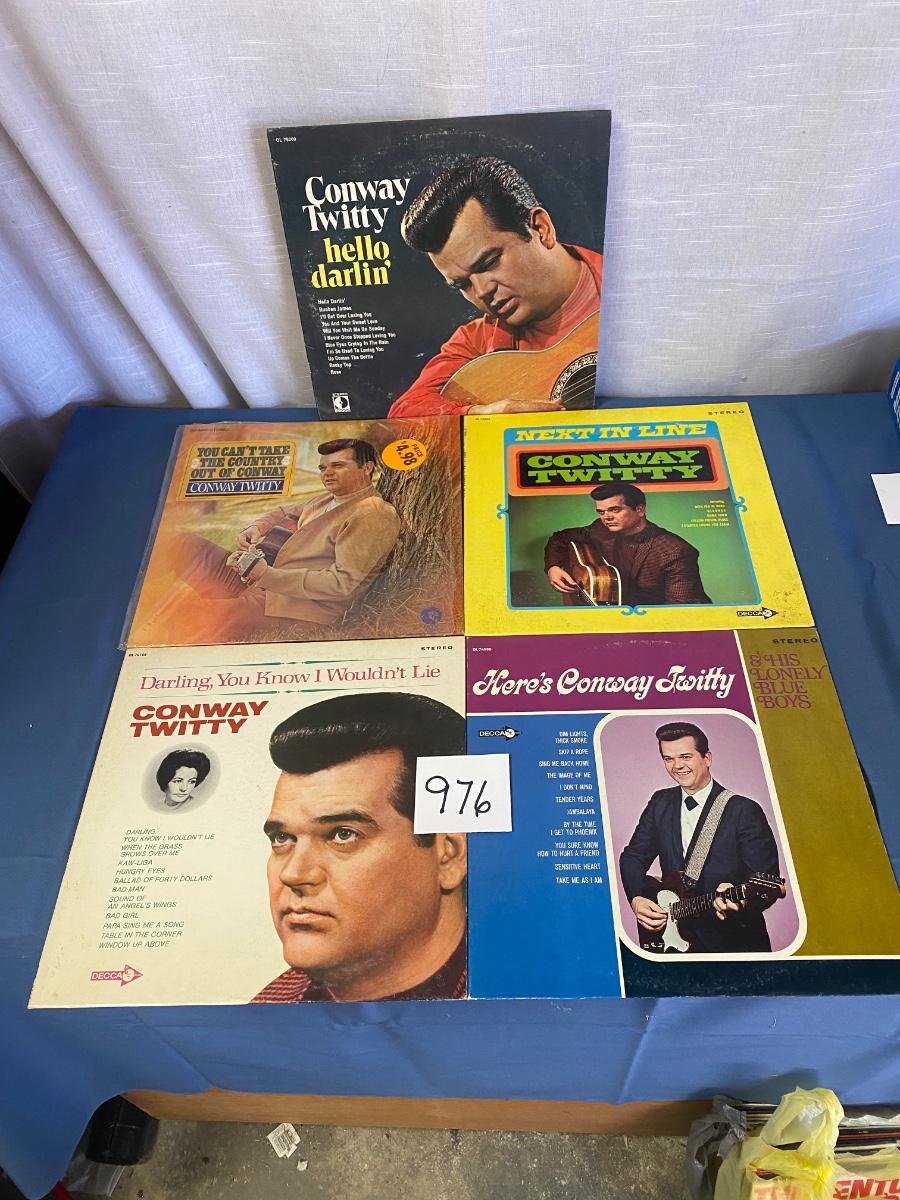 DL 75209
Conway
Twitty
hello
darlin'
Hello Darlin'
Rocky Top
I'll Get Over Losing You
You And Your Sweet Love
Will You Visit Me On Sunday
I Never Once Stopped Loving You
Blue Eyes Crying In The Rain
I'm So Used To Loving You
Up Comes The Bottle
Rose
YOU CAN'T TAKE
THE COUNTRY
OUT OF CONWAY
CONWAY TWITTY
PRICE
$4.98
STEREO
NEXT IN LINE
CONWAY
TWITTY
DECCA
DL 75105
STEREO
Darling, You Know I Wouldn't Lie
CONWAY
TWITTY
DARLING,
YOU KNOW I WOULDN'T LIE
WHEN THE GRASS
GROWS OVER ME
KAW-LIGA
HUNGRY EYES
BALLAD OF FORTY DOLLARS
BAD MAN
SOUND OF
AN ANGEL'S WINGS
BAD GIRL
PAPA SING ME A SONG
TABLE IN THE CORNER
WINDOW UP ABOVE
DECCA
976
DL 74990
STEREO
Here's Conway Twitty
& HIS
LONELY
BLUE
BOYS
DECCA
DIM LIGHTS,
THICK SMOKE
SKIP A ROPE
SING ME BACK HOME
THE IMAGE OF ME
I DON'T MIND
TENDER YEARS
JAMBALAYA
BY THE TIME
I GET TO PHOENIX
YOU SURE KNOW
HOW TO HURT A FRIEND
SENSITIVE HEART
TAKE ME AS I AM